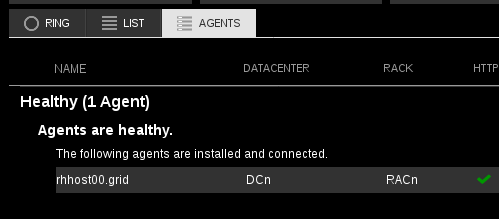 RING LIST AGENTS
NAME DATACENTER RACK HTTP
Healthy (1 Agent)
Agents are healthy.
The following agents are installed and connected.
rhhost00.grid DCn RACn